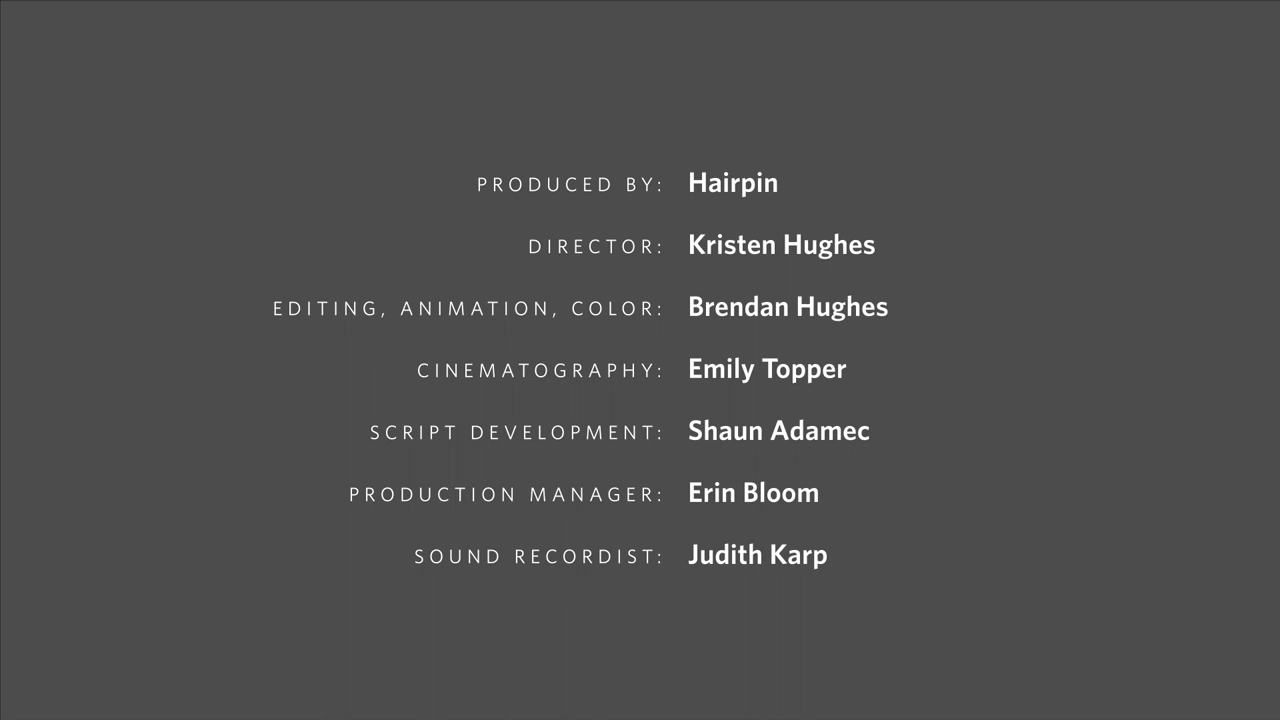 PRODUCED BY: Hairpin
DIRECTOR: Kristen Hughes
EDITING, ANIMATION, COLOR: Brendan Hughes
CINEMATOGRAPHY: Emily Topper
SCRIPT DEVELOPMENT: Shaun Adamec
PRODUCTION MANAGER: Erin Bloom
SOUND RECORDIST: Judith Karp